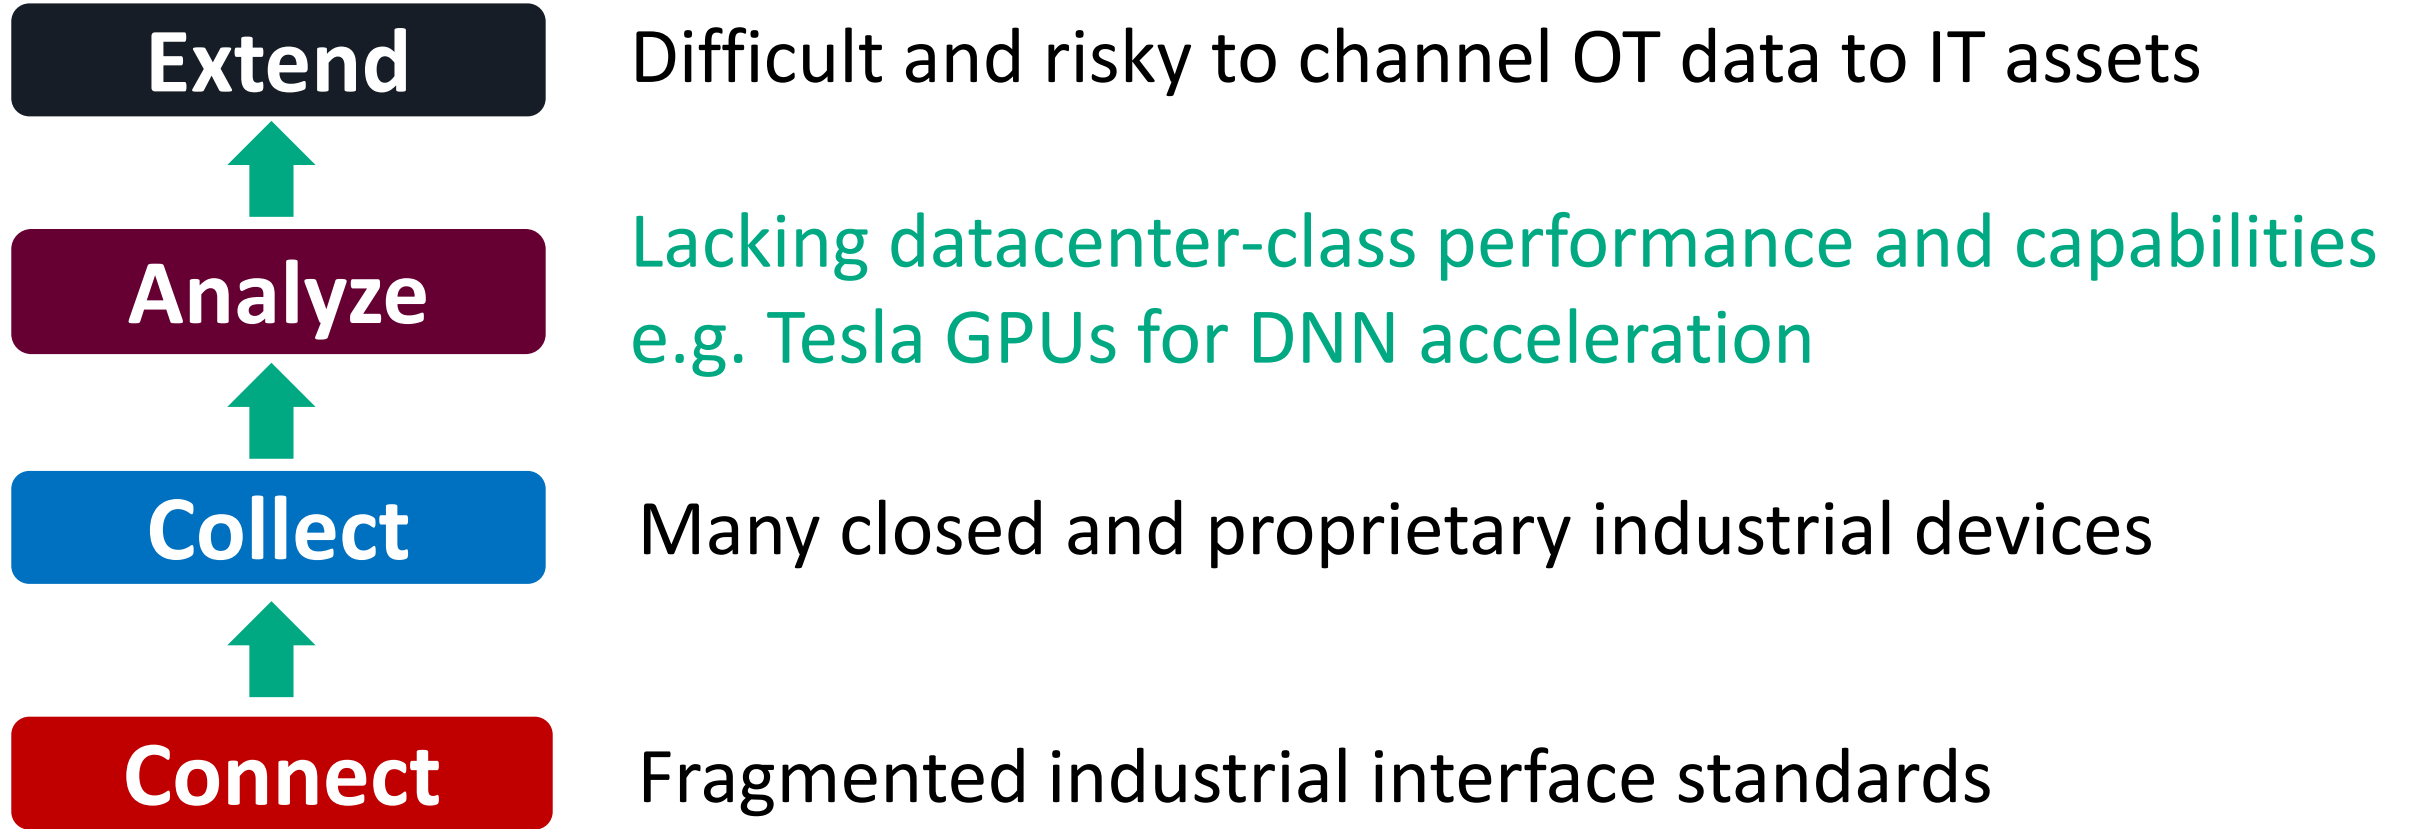 Extend
Difficult and risky to channel OT data to IT assets
Analyze
Lacking datacenter-class performance and capabilities
e.g. Tesla GPUs for DNN acceleration
Collect
Many closed and proprietary industrial devices
Connect
Fragmented industrial interface standards